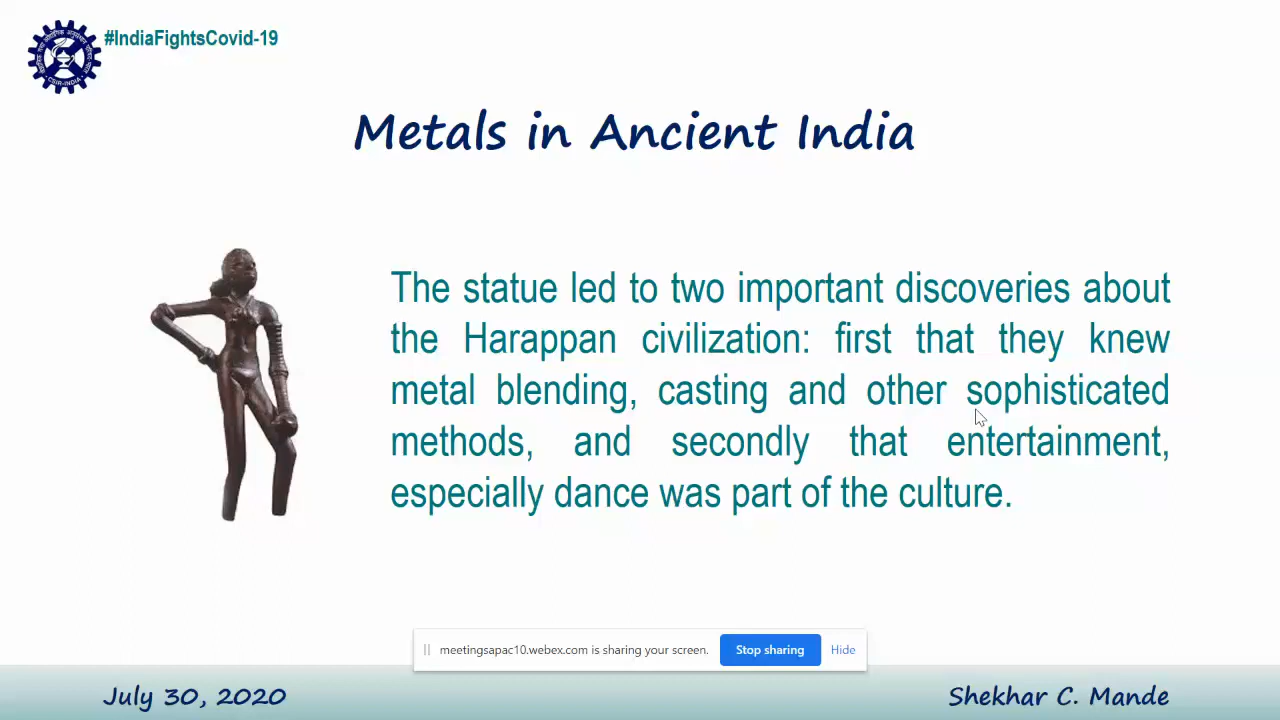 #IndiaFightsCovid-19
CSIR-INDIA
Metals in Ancient India
The statue led to two important discoveries about
the Harappan civilization: first that they knew
metal blending, casting and other sophisticated
methods, and secondly that entertainment,
especially dance was part of the culture.
meetingsapac10.webex.com is sharing your screen.
Stop sharing
Hide
July 30, 2020
Shekhar C. Mande